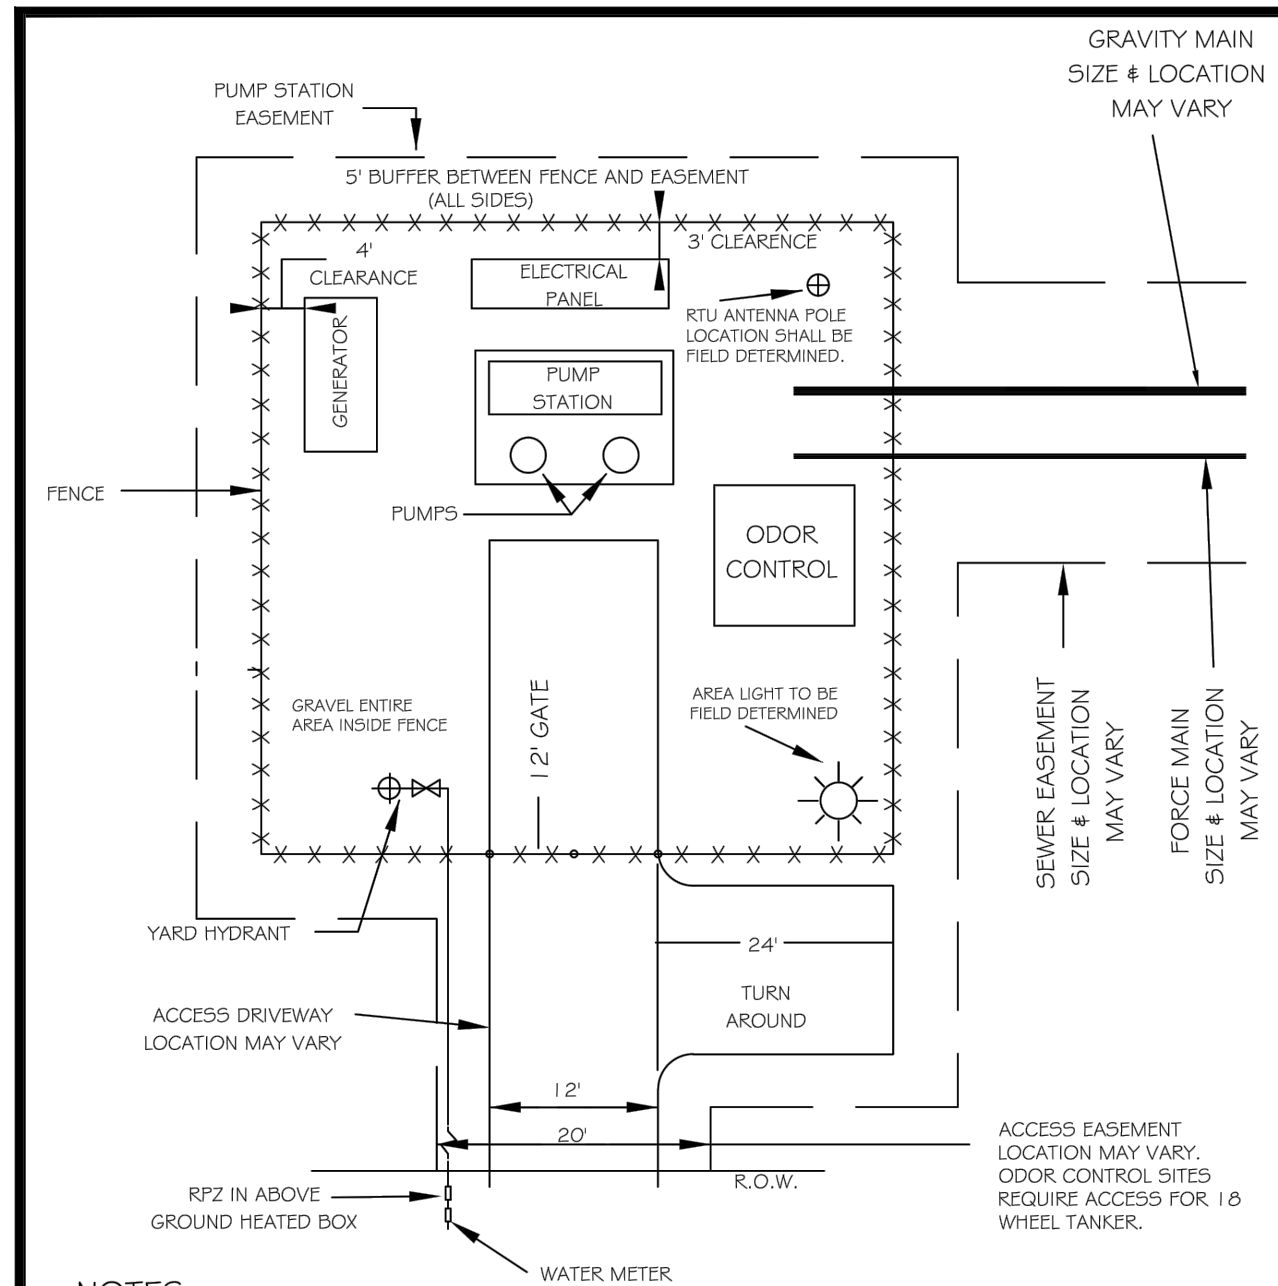 GRAVITY MAIN
SIZE & LOCATION
MAY VARY
PUMP STATION
EASEMENT
5' BUFFER BETWEEN FENCE AND EASEMENT
(ALL SIDES)
4'
CLEARANCE
3' CLEARENCE
ELECTRICAL
PANEL
RTU ANTENNA POLE
LOCATION SHALL BE
FIELD DETERMINED.
GENERATOR
PUMP
STATION
FENCE
PUMPS
ODOR
CONTROL
GRAVEL ENTIRE
AREA INSIDE FENCE
12' GATE
AREA LIGHT TO BE
FIELD DETERMINED
SEWER EASEMENT
SIZE & LOCATION
MAY VARY
FORCE MAIN
SIZE & LOCATION
MAY VARY
YARD HYDRANT
24'
TURN
AROUND
ACCESS DRIVEWAY
LOCATION MAY VARY
12'
20'
ACCESS EASEMENT
LOCATION MAY VARY.
ODOR CONTROL SITES
REQUIRE ACCESS FOR 18
WHEEL TANKER.
R.O.W.
RPZ IN ABOVE
GROUND HEATED BOX
WATER METER